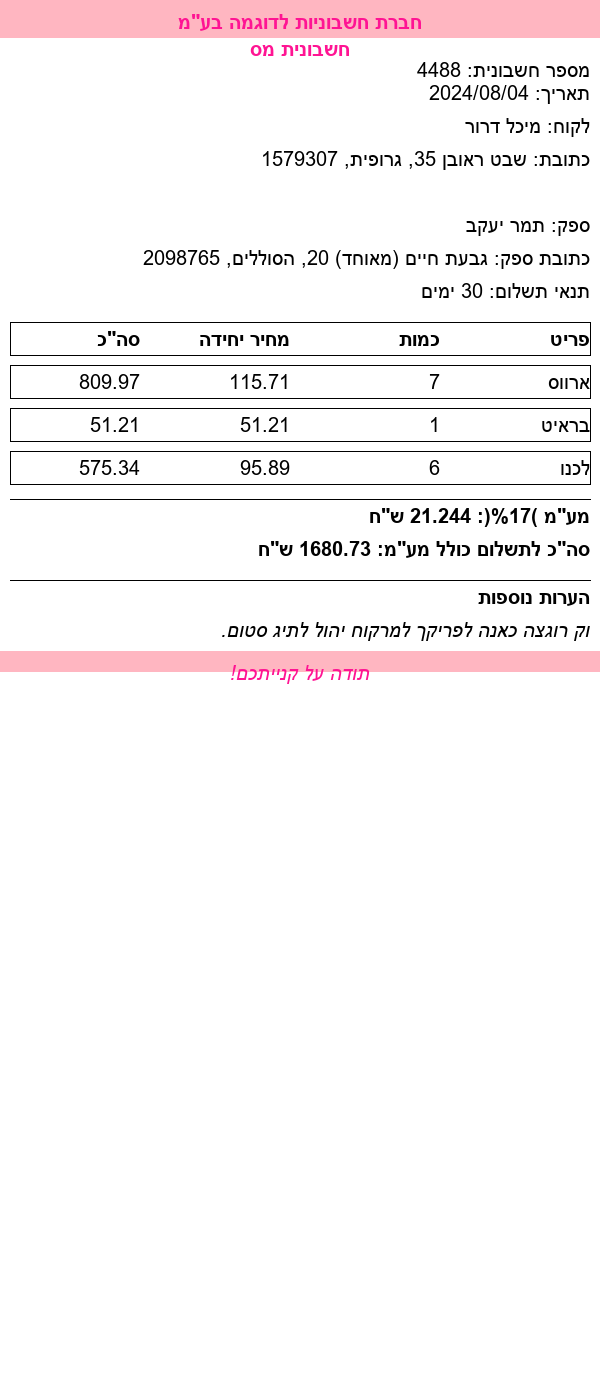 חברת חשבוניות לדוגמה בע"מ
חשבונית מס
מספר חשבונית: 4488
תאריך: 2024/08/04
לקוח: מיכל דרור
כתובת: שבט ראובן 35, גרופית, 1579307
ספק: תמר יעקב
כתובת ספק: גבעת חיים (מאוחד) 20, הסוללים, 2098765
תנאי תשלום: 30 ימים
פריט כמות מחיר יחידה סה"כ
ארווס 7 115.71 809.97
בראיט 1 51.21 51.21
לכנו 6 95.89 575.34
מע"מ )17%(: 21.244 ש"ח
סה"כ לתשלום כולל מע"מ: 1680.73 ש"ח
הערות נוספות
וק רוגצה כאנה לפריקך למרקוח יהול לתיג סטום.
תודה על קנייתכם!